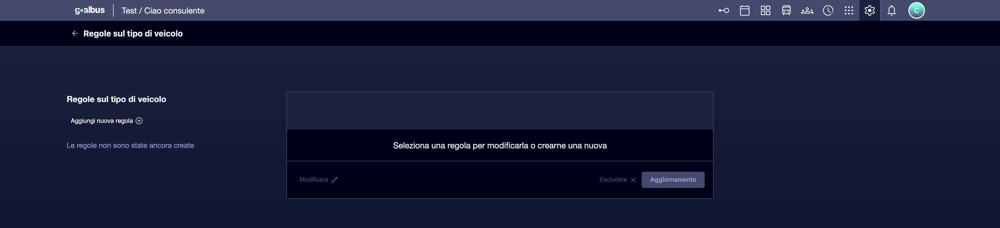 goalbus
Test / Ciao consulente
C
Regole sul tipo di veicolo
Regole sul tipo di veicolo
Aggiungi nuova regola
Le regole non sono state ancora create
Seleziona una regola per modificarla o crearne una nuova
Modificare
Escludere
Aggiornamento